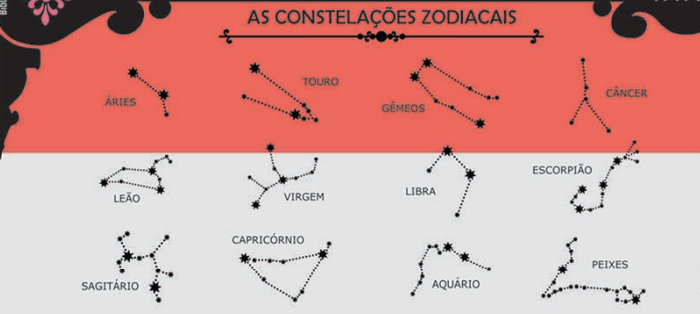 AS CONSTELAÇÕES ZODIACAIS
ÁRIES
TOURO
GÊMEOS
CÂNCER
LEÃO
VIRGEM
LIBRA
ESCORPIÃO
SAGITÁRIO
CAPRICÓRNIO
AQUÁRIO
PEIXES